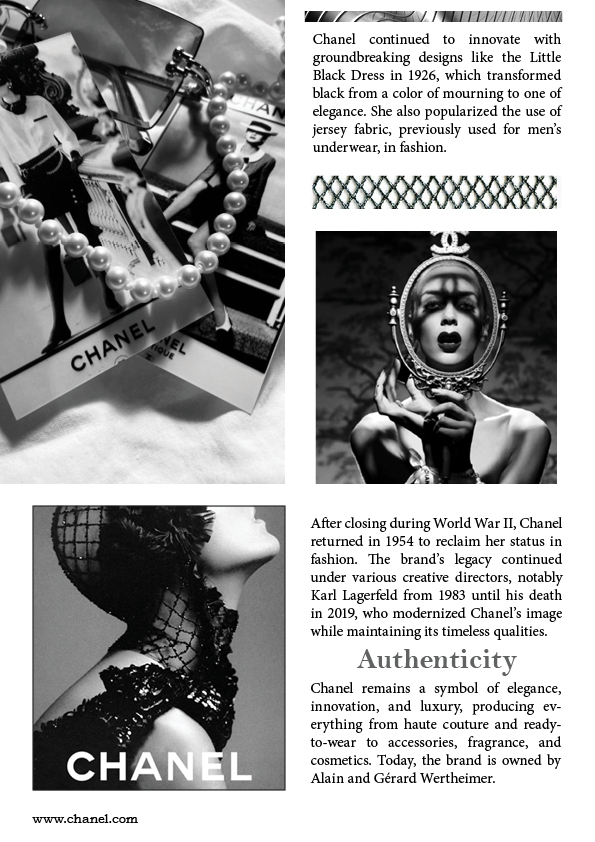 Chanel continued to innovate with
groundbreaking designs like the Little
Black Dress in 1926, which transformed
black from a color of mourning to one of
elegance. She also popularized the use of
jersey fabric, previously used for men's
underwear, in fashion.
CHAN
CHANEL
NEL
TIQUE
After closing during World War II, Chanel
returned in 1954 to reclaim her status in
fashion. The brand's legacy continued
under various creative directors, notably
Karl Lagerfeld from 1983 until his death
in 2019, who modernized Chanel's image
while maintaining its timeless qualities.
Authenticity
Chanel remains a symbol of elegance,
innovation, and luxury, producing ev-
erything from haute couture and ready-
to-wear to accessories, fragrance, and
cosmetics. Today, the brand is owned by
Alain and Gérard Wertheimer.
CHANEL
www.chanel.com